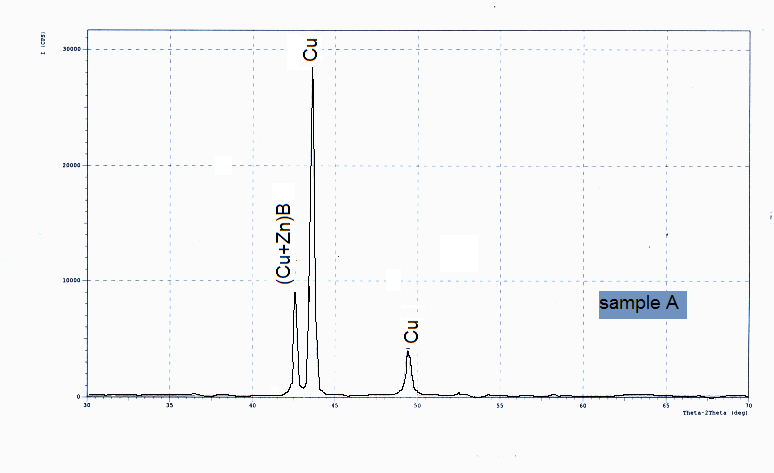 I (CPS)
30000
Cu
20000
(Cu+Zn)B
10000
sample A
Cu
0
30 35 40 45 50 55 60 65 70
Theta-2Theta (deg)